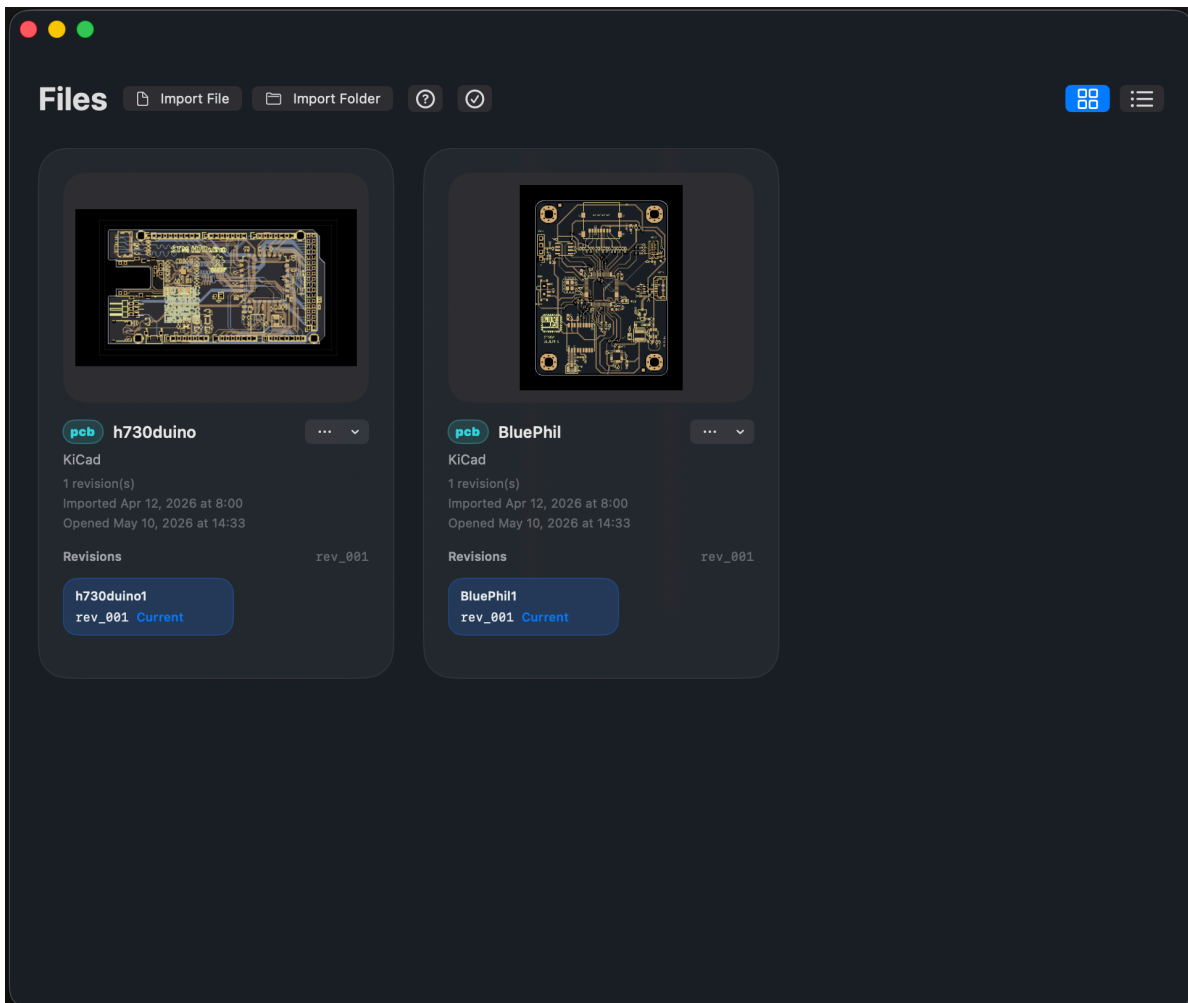 Files
Import File
Import Folder
pcb h730duino
KiCad
1 revision(s)
Imported Apr 12, 2026 at 8:00
Opened May 10, 2026 at 14:33
Revisions rev_001
h730duino1
rev_001 Current
pcb BluePhil
KiCad
1 revision(s)
Imported Apr 12, 2026 at 8:00
Opened May 10, 2026 at 14:33
Revisions rev_001
BluePhil1
rev_001 Current